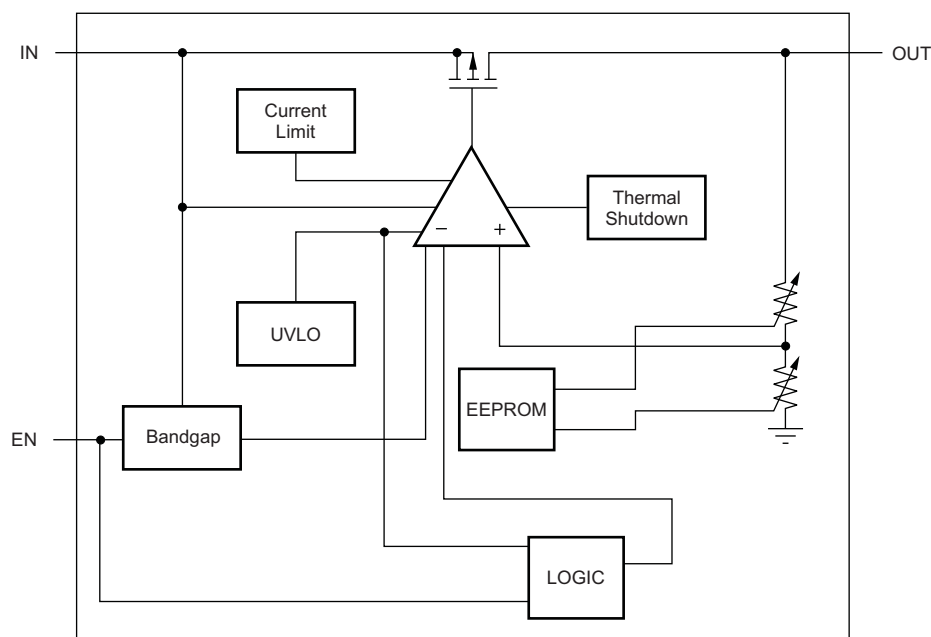 IN
OUT
Current
Limit
Thermal
Shutdown
− +
UVLO
EEPROM
EN
Bandgap
LOGIC